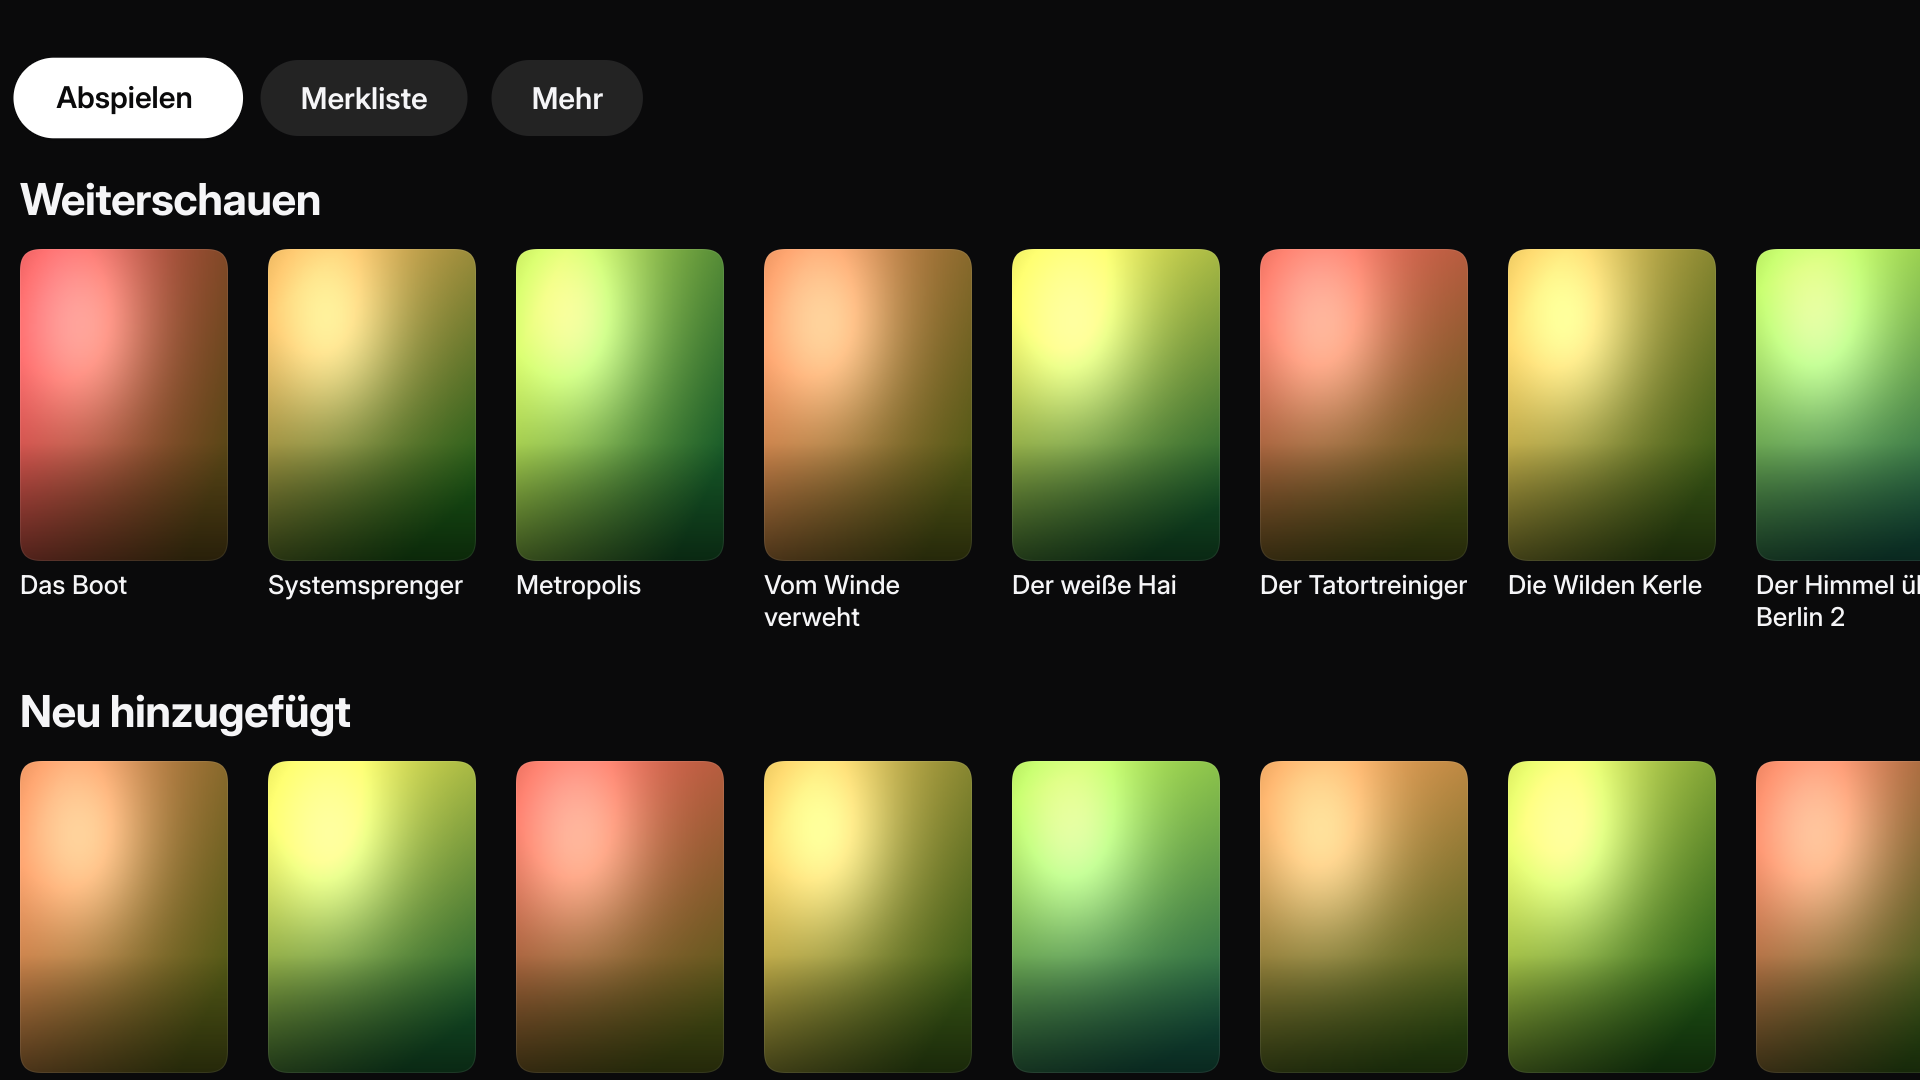 Abspielen
Merkliste
Mehr
Weiterschauen
Das Boot
Systemsprenger
Metropolis
Vom Winde
verweht
Der weiße Hai
Der Tatortreiniger
Die Wilden Kerle
Der Himmel
Berlin 2
Neu hinzugefügt